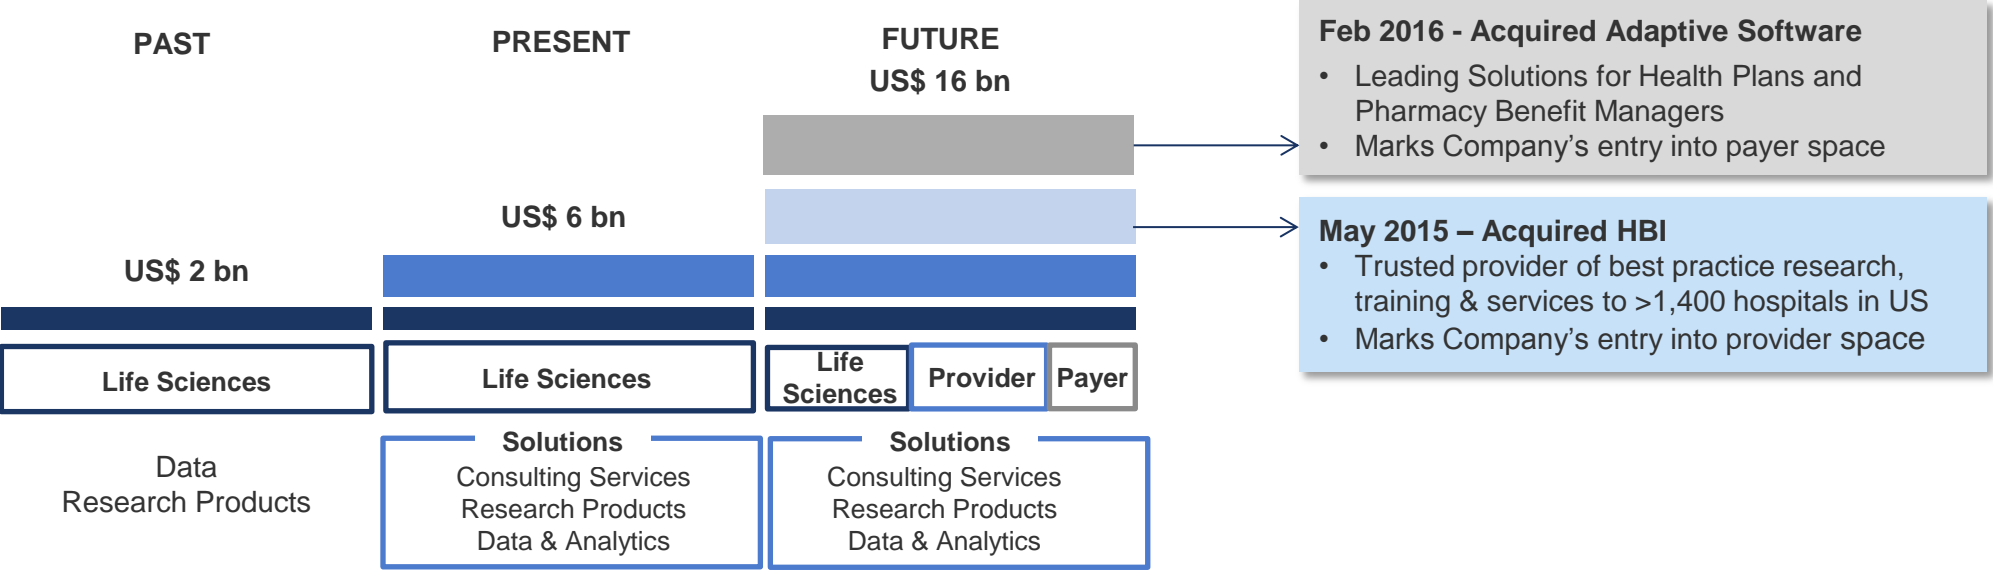 PAST
Life Sciences
US$ 2 bn
Data
Research Products
PRESENT
US$ 6 bn
Life Sciences
Solutions
Consulting Services
Research Products
Data & Analytics
FUTURE
US$ 16 bn
Life
Sciences
Provider
Payer
Solutions
Consulting Services
Research Products
Data & Analytics
Feb 2016 - Acquired Adaptive Software
• Leading Solutions for Health Plans and
Pharmacy Benefit Managers
• Marks Company’s entry into payer space
May 2015 – Acquired HBI
• Trusted provider of best practice research,
training & services to >1,400 hospitals in US
• Marks Company’s entry into provider space